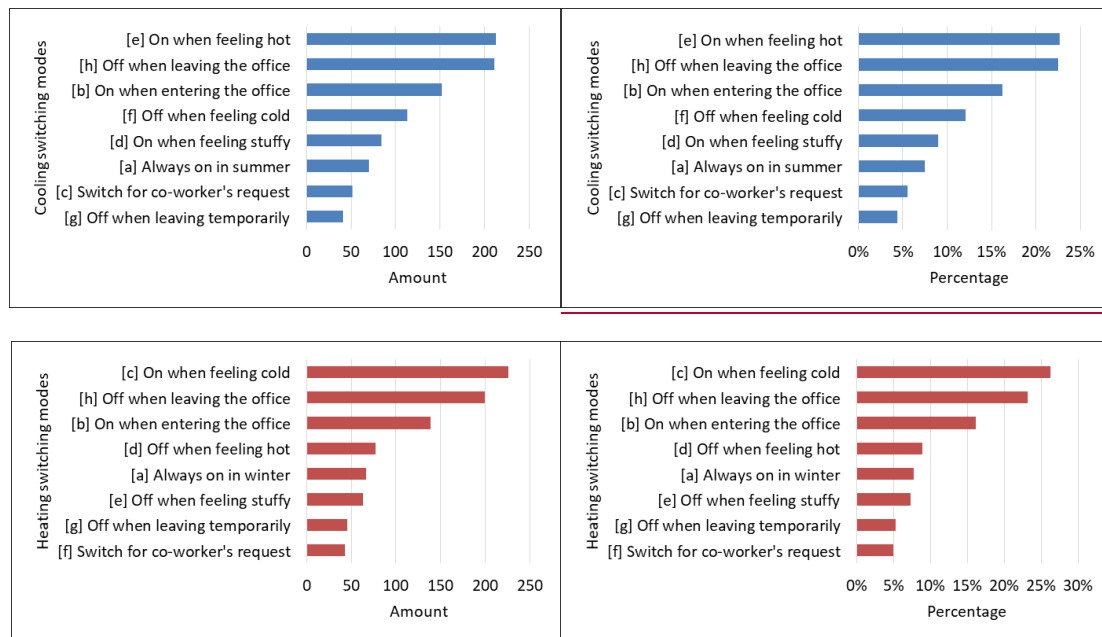 Cooling switching modes
[e] On when feeling hot
[h] Off when leaving the office
[b] On when entering the office
[f] Off when feeling cold
[d] On when feeling stuffy
[a] Always on in summer
[c] Switch for co-worker's request
[g] Off when leaving temporarily
0 50 100 150 200 250
Amount
Cooling switching modes
[e] On when feeling hot
[h] Off when leaving the office
[b] On when entering the office
[f] Off when feeling cold
[d] On when feeling stuffy
[a] Always on in summer
[c] Switch for co-worker's request
[g] Off when leaving temporarily
0% 5% 10% 15% 20% 25%
Percentage
Heating switching modes
[c] On when feeling cold
[h] Off when leaving the office
[b] On when entering the office
[d] Off when feeling hot
[a] Always on in winter
[e] Off when feeling stuffy
[g] Off when leaving temporarily
[f] Switch for co-worker's request
0 50 100 150 200 250
Amount
Heating switching modes
[c] On when feeling cold
[h] Off when leaving the office
[b] On when entering the office
[d] Off when feeling hot
[a] Always on in winter
[e] Off when feeling stuffy
[g] Off when leaving temporarily
[f] Switch for co-worker's request
0% 5% 10% 15% 20% 25% 30%
Percentage